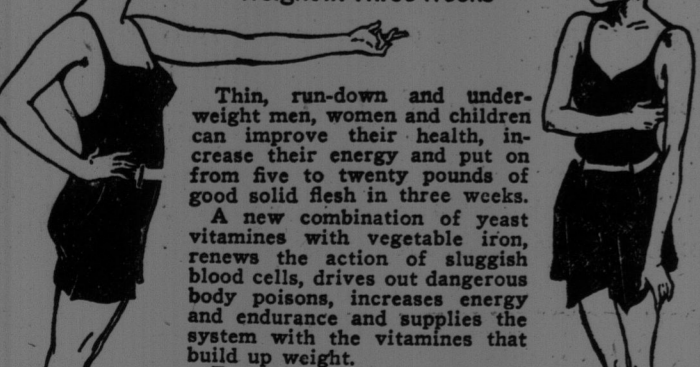 Three Weeks
Thin, run-down and under-
weight men, women and children
can improve their health, in-
crease their energy and put on
from five to twenty pounds of
good solid flesh in three weeks.
A new combination of yeast
vitamines with vegetable iron,
renews the action of sluggish
blood cells, drives out dangerous
body poisons, increases energy
and endurance and supplies the
system with the vitamines that
build up weight.